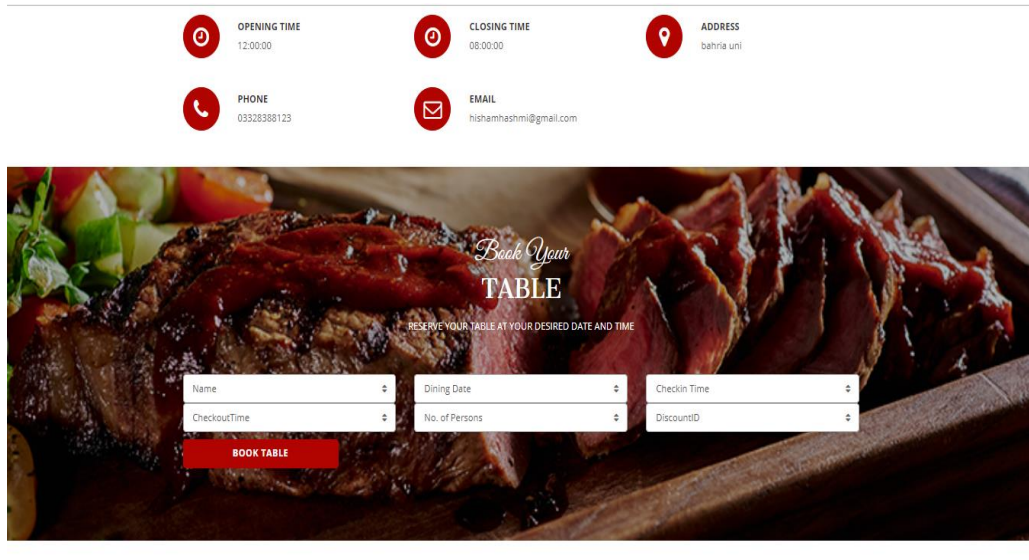 OPENING TIME
12:00:00
CLOSING TIME
08:00:00
ADDRESS
bahria uni
PHONE
03328388123
EMAIL
hishamhashmi@gmail.com
Book Your
TABLE
RESERVE YOUR TABLE AT YOUR DESIRED DATE AND TIME
Name
Dining Date
Checkin Time
CheckoutTime
No. of Persons
DiscountID
BOOK TABLE